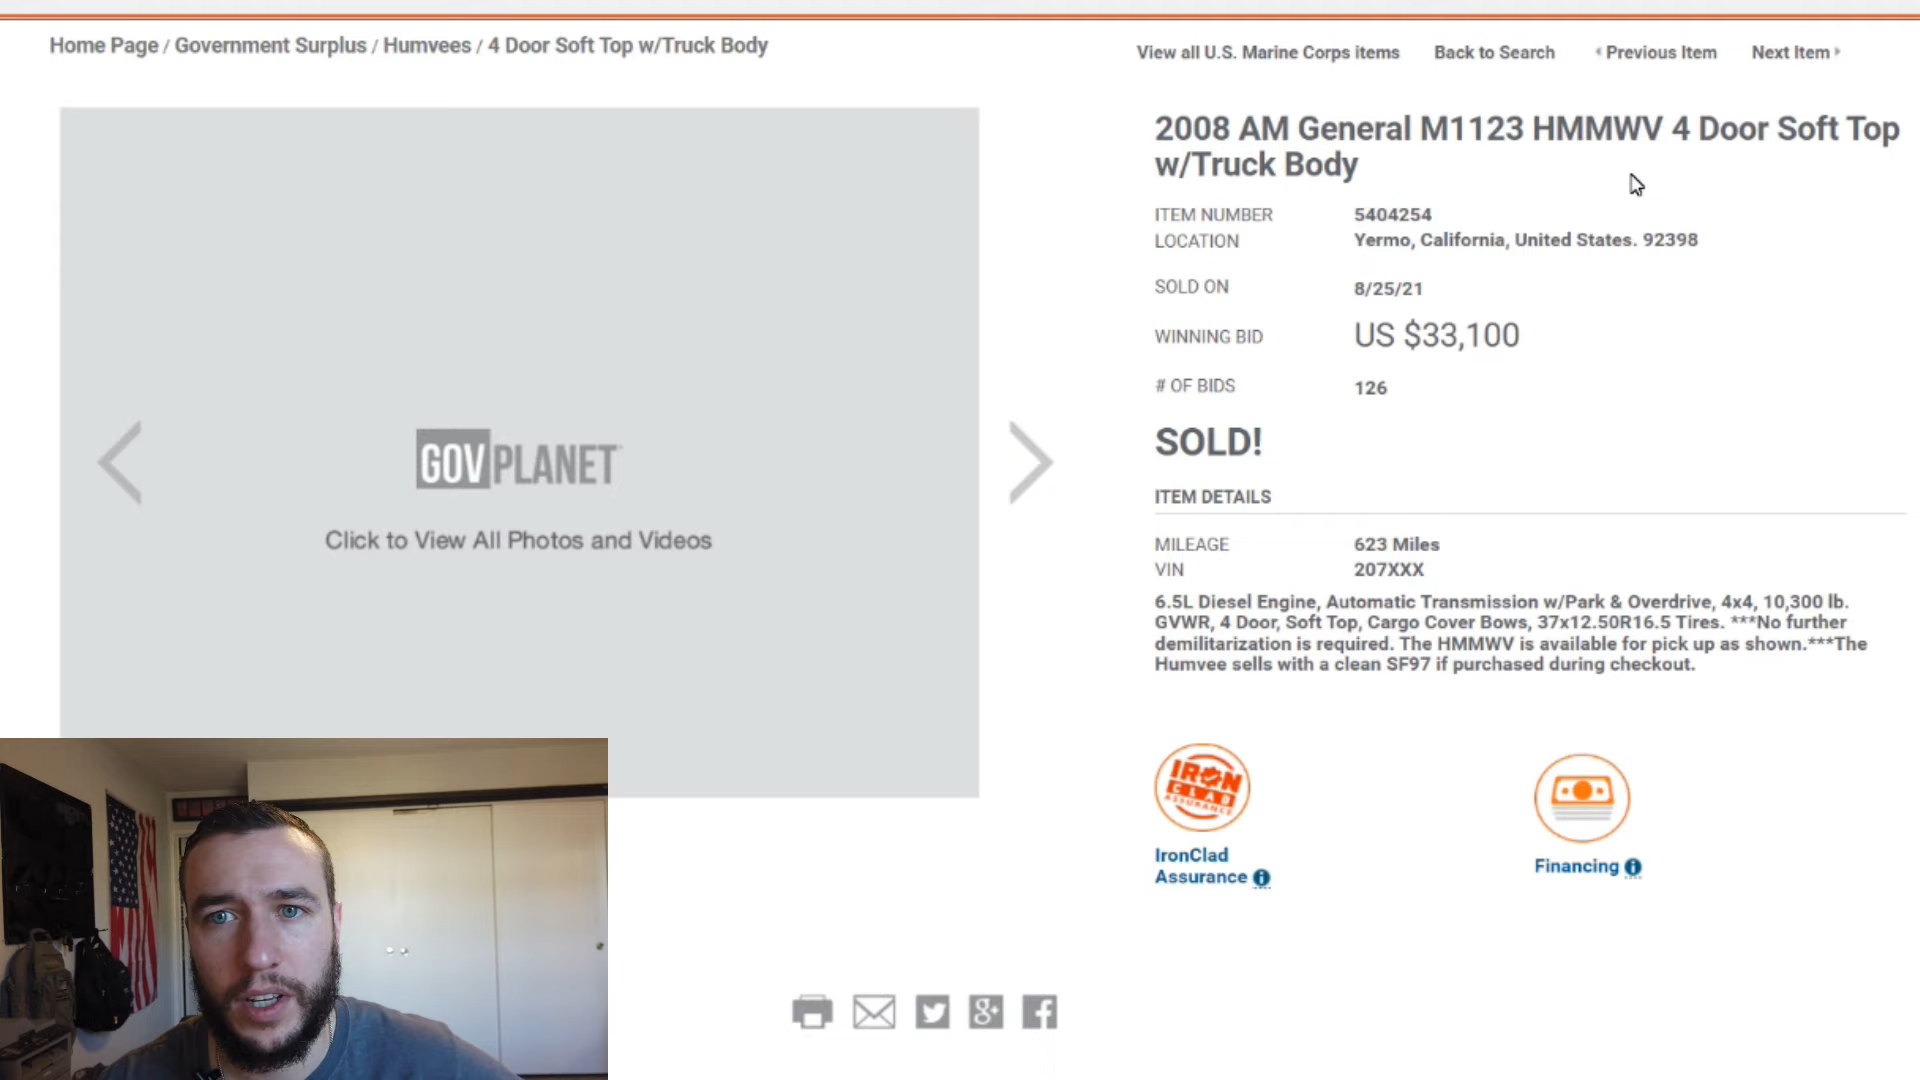 Home Page / Government Surplus / Humvees / 4 Door Soft Top w/Truck Body
View all U.S. Marine Corps items Back to Search Previous Item Next Item
2008 AM General M1123 HMMWV 4 Door Soft Top
w/Truck Body
ITEM NUMBER 5404254
LOCATION Yermo, California, United States. 92398
SOLD ON 8/25/21
WINNING BID US $33,100
# OF BIDS 126
SOLD!
ITEM DETAILS
MILEAGE 623 Miles
VIN 207XXX
6.5L Diesel Engine, Automatic Transmission w/Park & Overdrive, 4x4, 10,300 lb.
GVWR, 4 Door, Soft Top, Cargo Cover Bows, 37x12.50R16.5 Tires. ***No further
demilitarization is required. The HMMWV is available for pick up as shown.***The
Humvee sells with a clean SF97 if purchased during checkout.
GOVPLANET
Click to View All Photos and Videos
IRON
CLAD
ASSURANCE
IronClad
Assurance i
Financing i
g+ f